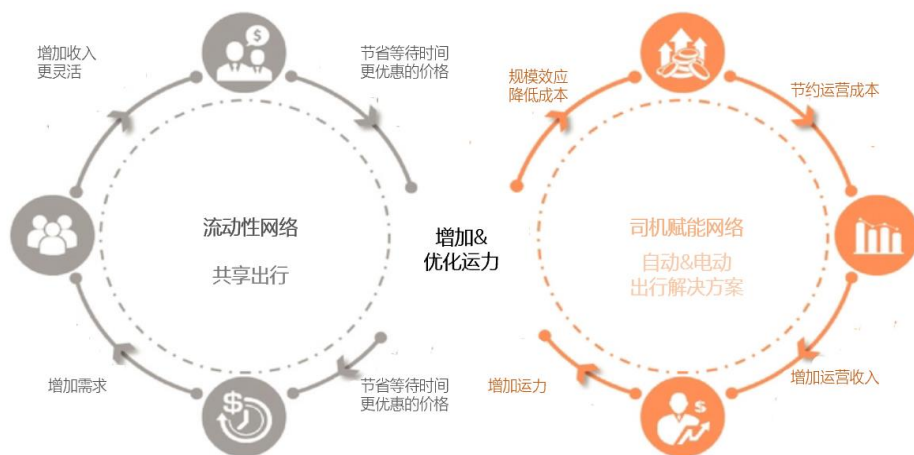 增加收入
更灵活
节省等待时间
更优惠的价格
流动性网络
共享出行
增加需求
节省等待时间
更优惠的价格
增加&
优化运力
规模效应
降低成本
节约运营成本
司机赋能网络
自动&电动
出行解决方案
增加运力
增加运营收入
$
$
s